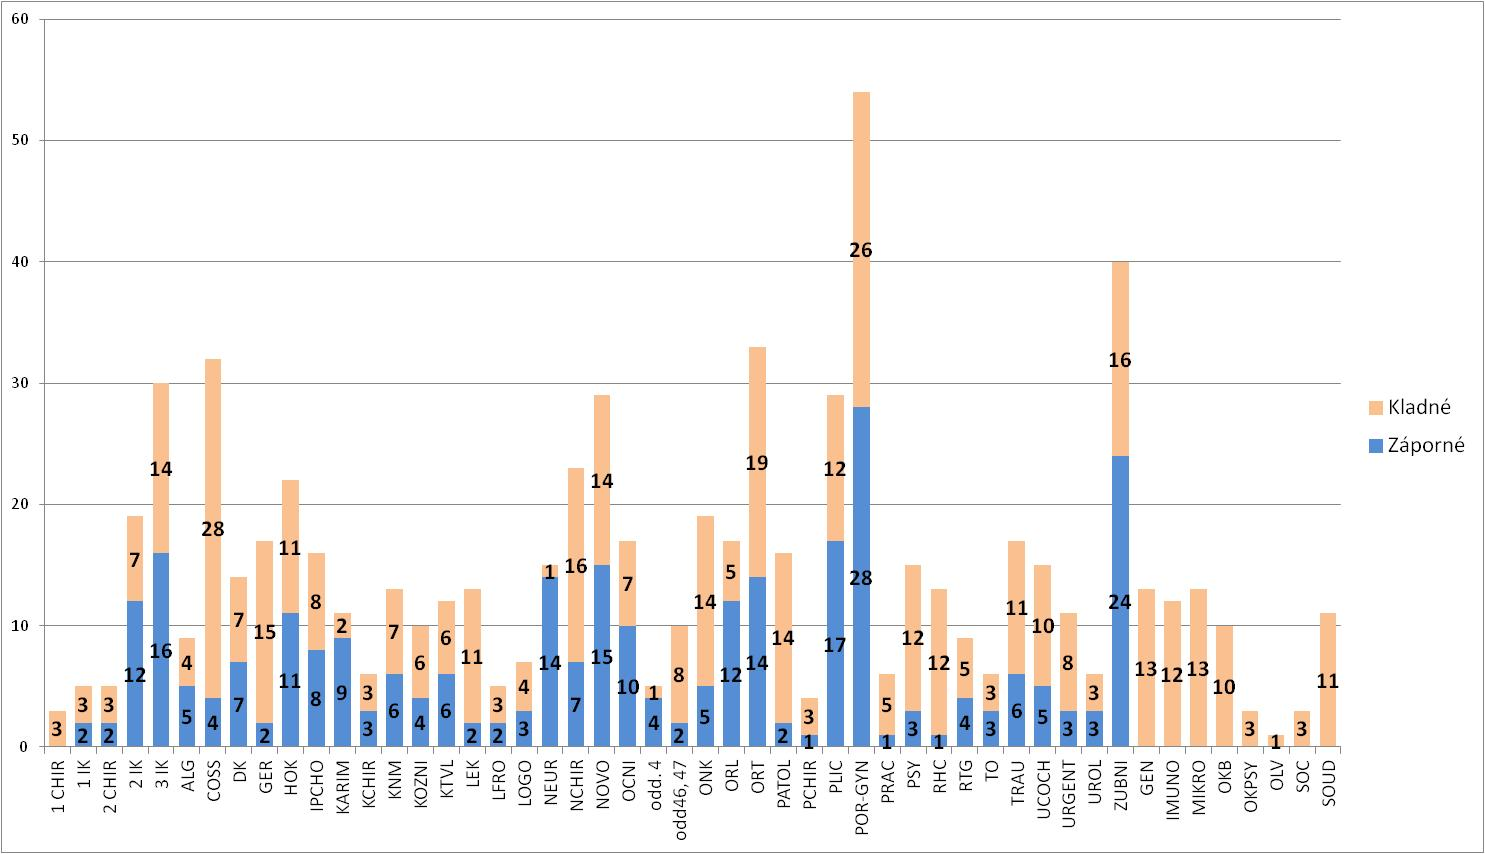 60
50
40
30
20
10
0
3
3
2
3
2
7
12
14
16
4
5
28
4
7
7
15
2
11
11
8
8
2
9
3
3
7
6
6
4
6
6
11
2
3
2
4
3
1
14
16
7
14
15
7
10
1
4
8
2
14
5
5
12
19
14
14
2
3
1
12
17
26
28
5
1
12
3
12
1
5
4
3
3
11
6
10
5
8
3
3
3
16
24
13
12
13
10
3
1
3
11
1 CHIR
1 IK
2 CHIR
2 IK
3 IK
ALG
COSS
DK
GER
HOK
IPCHO
KARIM
KCHIR
KNM
KOZNI
KTVL
LEK
LFRO
LOGO
NEUR
NCHIR
NOVO
OCNI
odd. 4
odd46, 47
ONK
ORL
ORT
PATOL
PCHIR
PLIC
POR-GYN
PRAC
PSY
RHC
RTG
TO
TRAU
UCOCH
URGENT
UROL
ZUBNI
GEN
IMUNO
MIKRO
OKB
OKPSY
OLV
SOC
SOUD
Kladné
Záporné